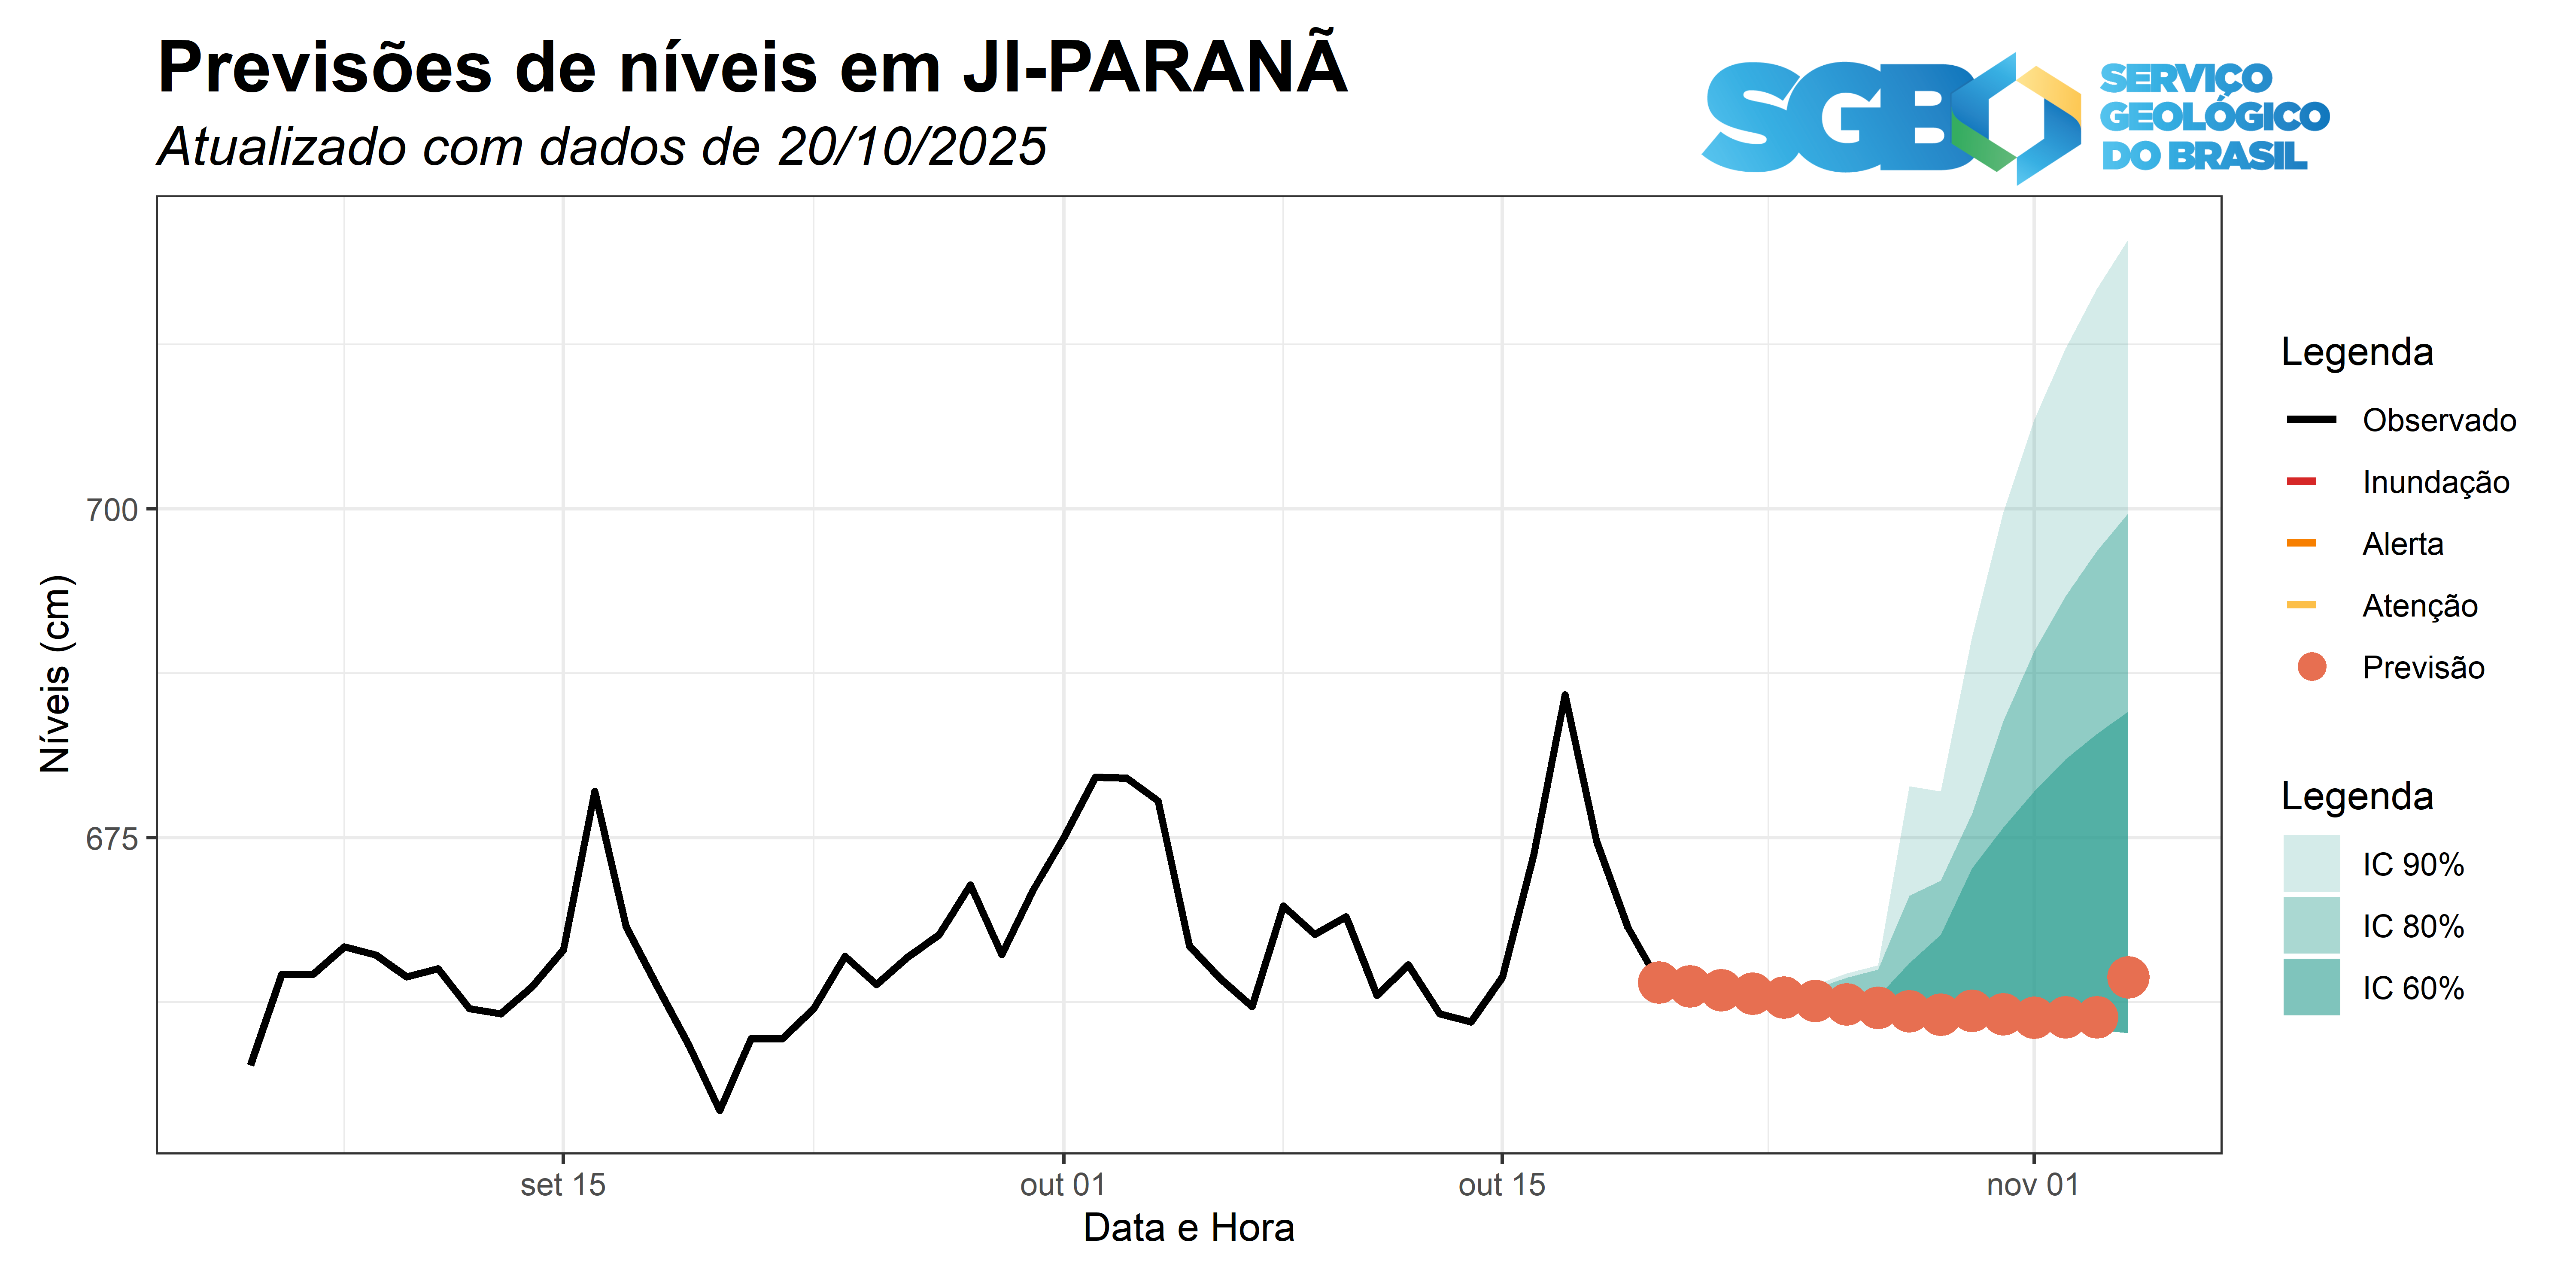 Previsões de níveis em JI-PARANÃ
Atualizado com dados de 20/10/2025
SGB
SERVIÇO
GEOLÓGICO
DO BRASIL
Níveis (cm)
700
675
set 15
out 01
out 15
nov 01
Data e Hora
Legenda
Observado
Inundação
Alerta
Atenção
Previsão
Legenda
IC 90%
IC 80%
IC 60%